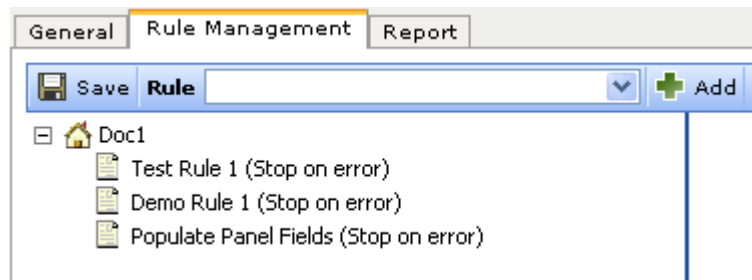 General Rule Management Report
Save Rule Add
Doc1
Test Rule 1 (Stop on error)
Demo Rule 1 (Stop on error)
Populate Panel Fields (Stop on error)